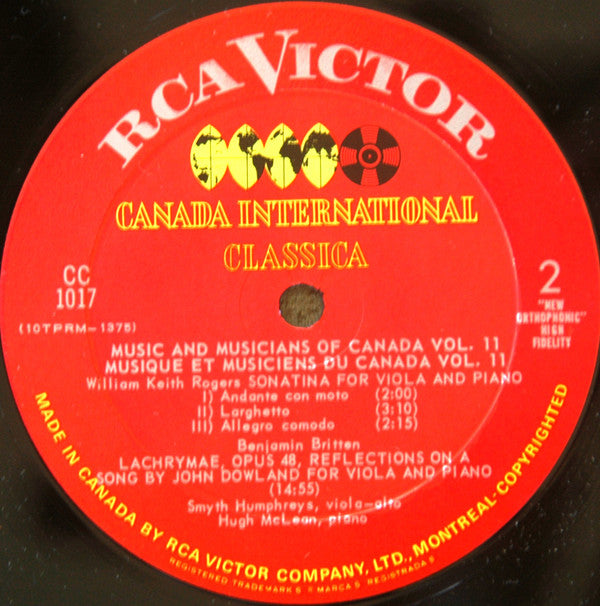 RCA VICTOR
CANADA INTERNATIONAL
CLASSICA
CC
1017
(10TPRM-1375)
2
"NEW
ORTHOPHONIC"
HIGH
FIDELITY
MUSIC AND MUSICIANS OF CANADA VOL. 11
MUSIQUE ET MUSICIENS DU CANADA VOL. 11
William Keith Rogers SONATINA FOR VIOLA AND PIANO
I) Andante con moto (2:00)
II) Larghetto (3:10)
III) Allegro comodo (2:15)
Benjamin Britten
LACHRYMAE, OPUS 48, REFLECTIONS ON A
SONG BY JOHN DOWLAND FOR VIOLA AND PIANO
(14:55)
Smyth Humphreys, viola-alto
Hugh McLean, piano
MADE IN CANADA BY RCA VICTOR COMPANY, LTD., MONTREAL-COPYRIGHTED
REGISTERED TRADEMARKS ® MARCAS REGISTRADAS